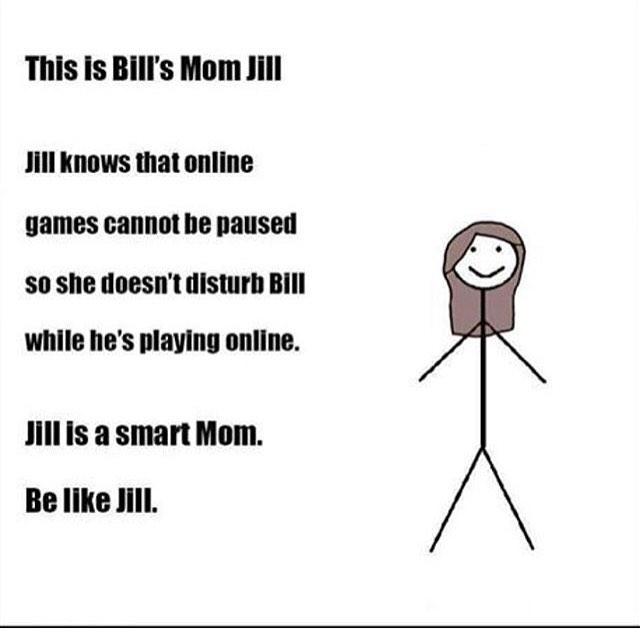 This is Bill's Mom Jill
Jill knows that online
games cannot be paused
so she doesn't disturb Bill
while he's playing online.
Jill is a smart Mom.
Be like Jill.